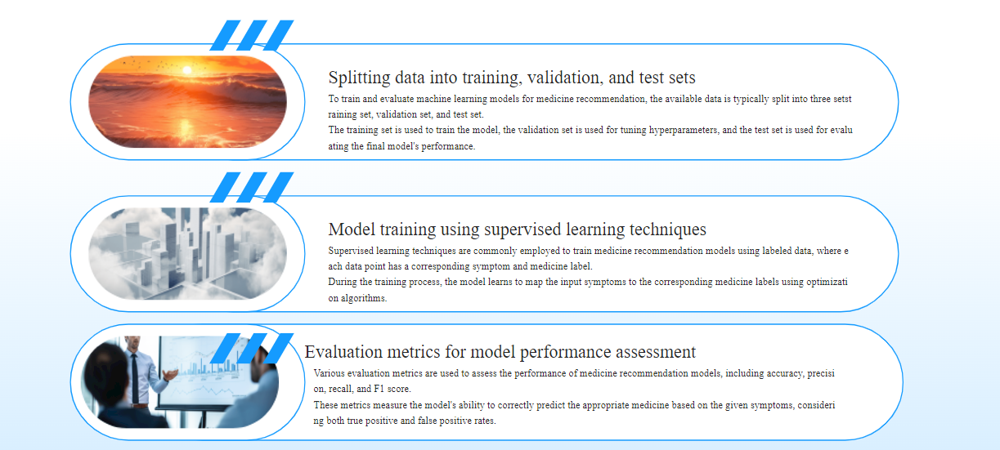 Splitting data into training, validation, and test sets
To train and evaluate machine learning models for medicine recommendation, the available data is typically split into three setst
raining set, validation set, and test set.
The training set is used to train the model, the validation set is used for tuning hyperparameters, and the test set is used for evalu
ating the final model's performance.
Model training using supervised learning techniques
Supervised learning techniques are commonly employed to train medicine recommendation models using labeled data, where e
ach data point has a corresponding symptom and medicine label.
During the training process, the model learns to map the input symptoms to the corresponding medicine labels using optimizati
on algorithms.
Evaluation metrics for model performance assessment
Various evaluation metrics are used to assess the performance of medicine recommendation models, including accuracy, precisi
on, recall, and F1 score.
These metrics measure the model's ability to correctly predict the appropriate medicine based on the given symptoms, consideri
ng both true positive and false positive rates.